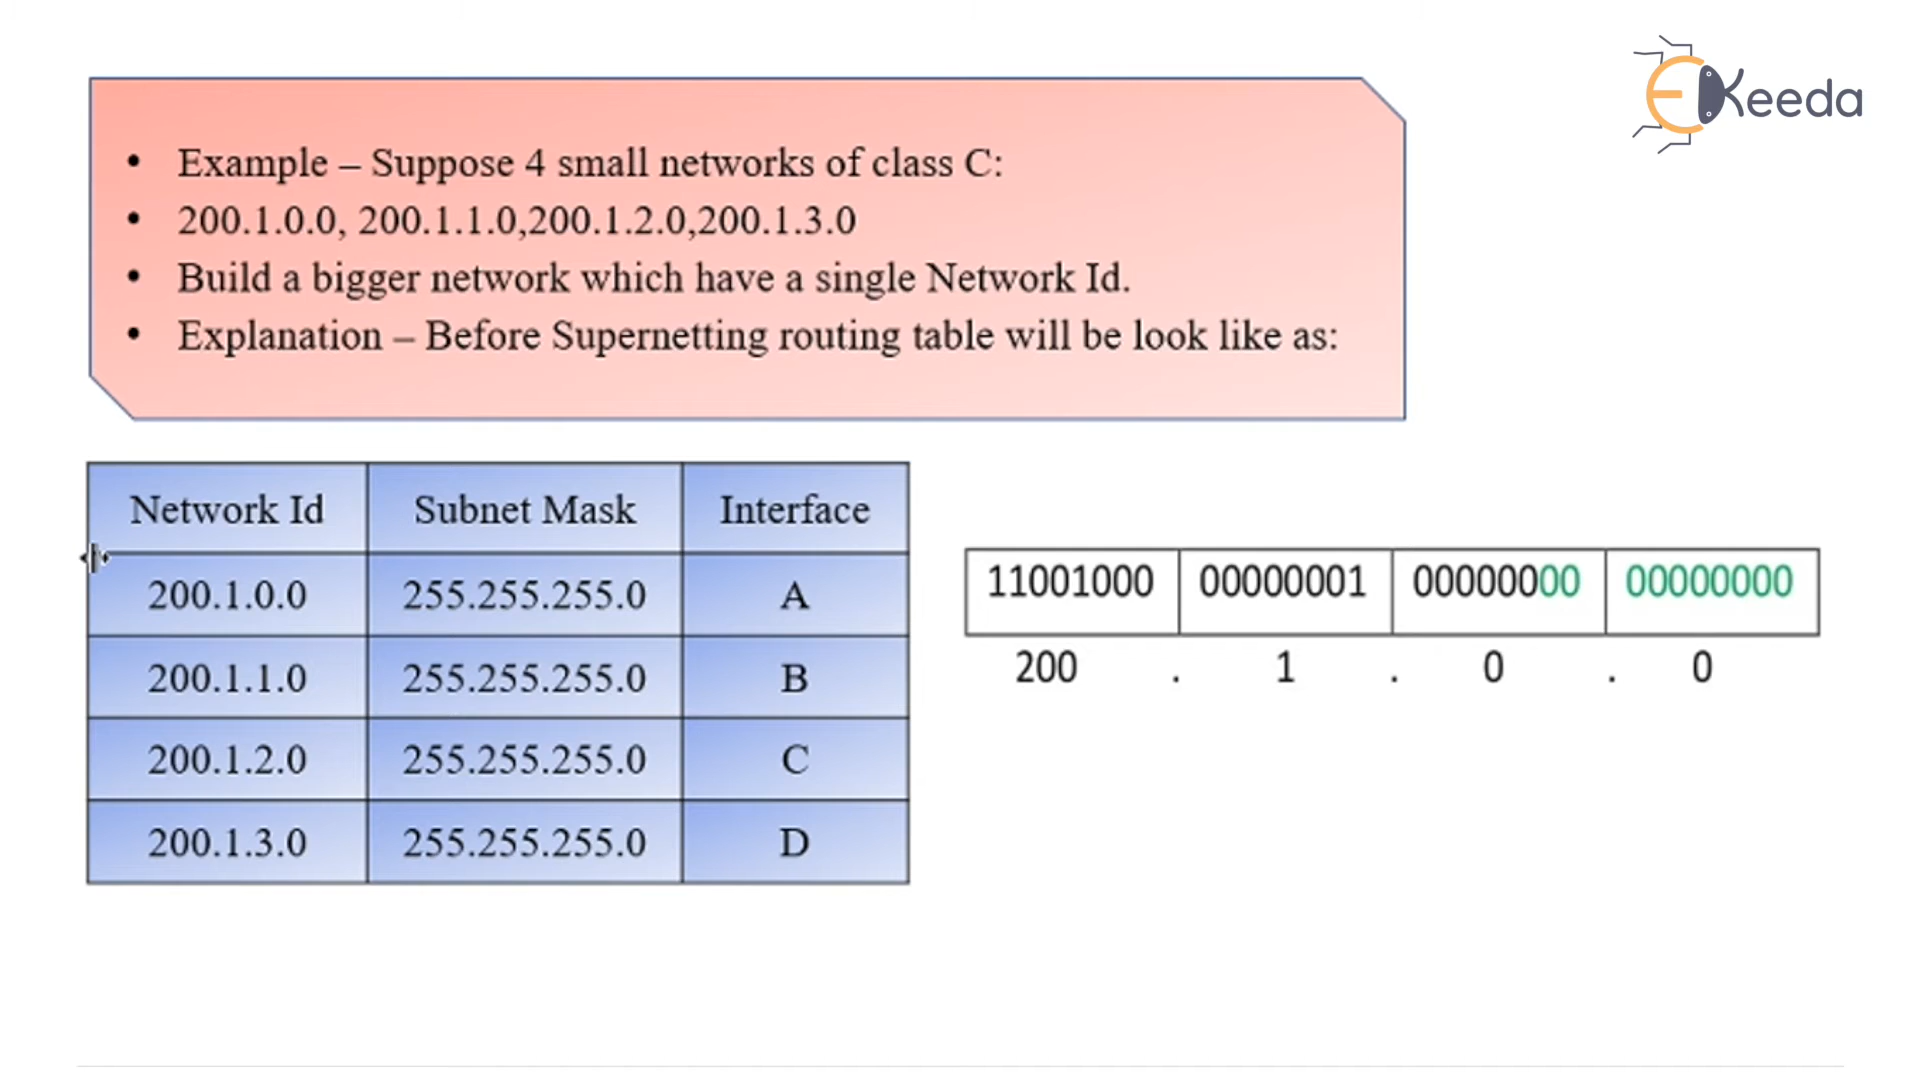 EKeeda
• Example – Suppose 4 small networks of class C:
• 200.1.0.0, 200.1.1.0,200.1.2.0,200.1.3.0
• Build a bigger network which have a single Network Id.
• Explanation – Before Supernetting routing table will be look like as:
Network Id Subnet Mask Interface
200.1.0.0 255.255.255.0 A
200.1.1.0 255.255.255.0 B
200.1.2.0 255.255.255.0 C
200.1.3.0 255.255.255.0 D
11001000 00000001 00000000 00000000
200 . 1 . 0 . 0